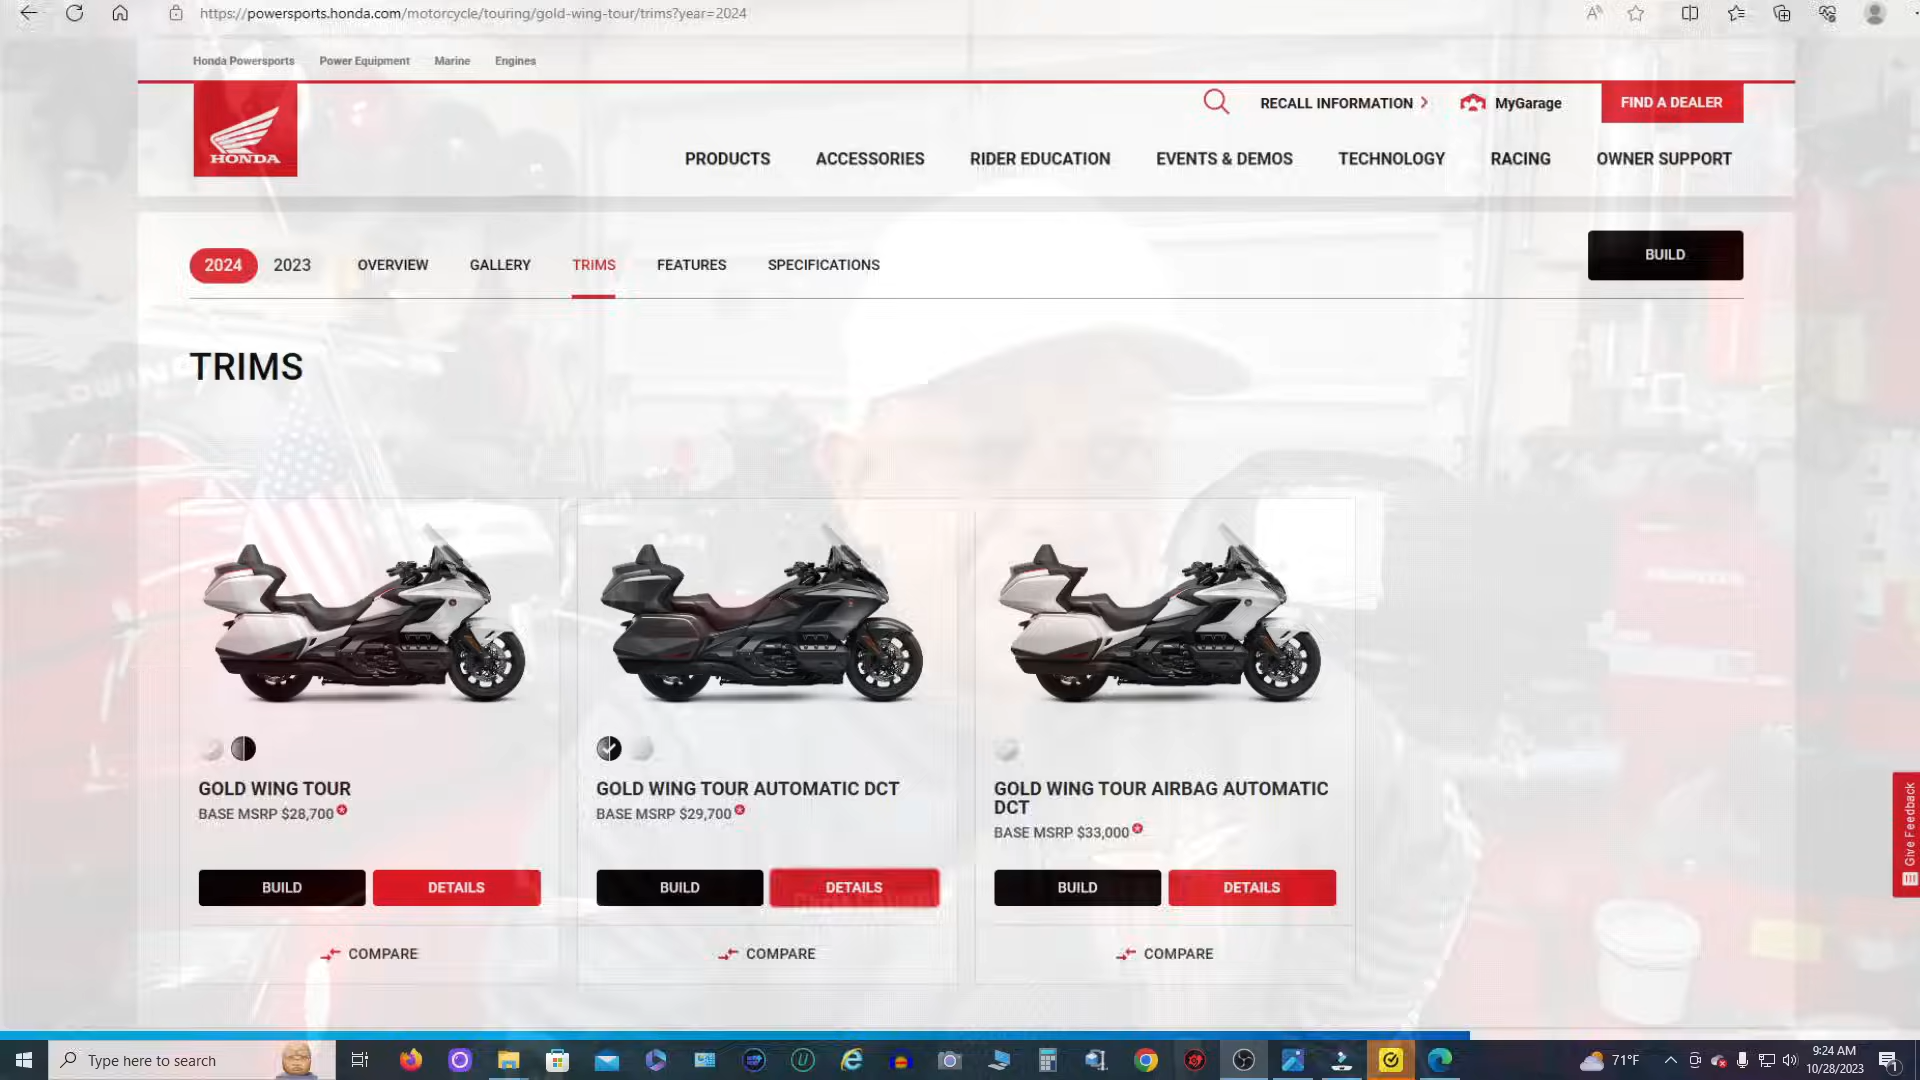 https://powersports.honda.com/motorcycle/touring/gold-wing-tour/trims?year=2024
Honda Powersports Power Equipment Marine Engines
HONDA
RECALL INFORMATION MyGarage FIND A DEALER
PRODUCTS ACCESSORIES RIDER EDUCATION EVENTS & DEMOS TECHNOLOGY RACING OWNER SUPPORT
2024 2023 OVERVIEW GALLERY TRIMS FEATURES SPECIFICATIONS BUILD
TRIMS
GOLD WING TOUR
BASE MSRP $28,700
BUILD DETAILS
COMPARE
GOLD WING TOUR AUTOMATIC DCT
BASE MSRP $29,700
BUILD DETAILS
COMPARE
GOLD WING TOUR AIRBAG AUTOMATIC
DCT
BASE MSRP $33,000
BUILD DETAILS
COMPARE
Give Feedback
Type here to search
71°F
9:24 AM
10/28/2023
1